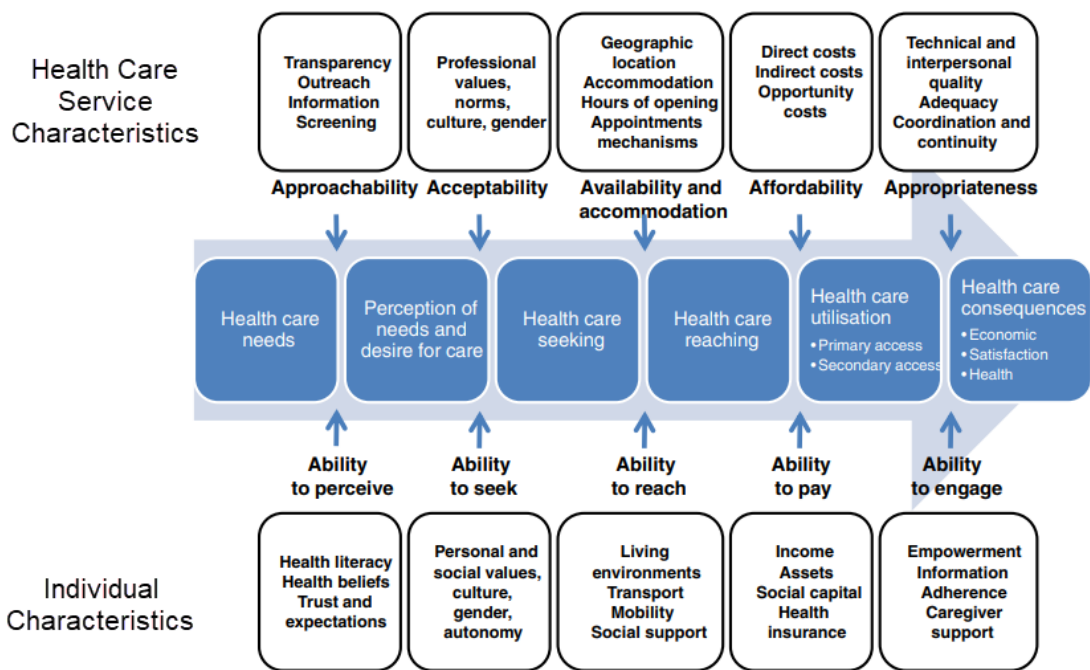 Health Care
Service
Characteristics
Transparency
Outreach
Information
Screening
Professional
values,
norms,
culture, gender
Geographic
location
Accommodation
Hours of opening
Appointments
mechanisms
Direct costs
Indirect costs
Opportunity
costs
Technical and
interpersonal
quality
Adequacy
Coordination and
continuity
Approachability
Acceptability
Availability and
accommodation
Affordability
Appropriateness
Health care
needs
Perception of
needs and
desire for care
Health care
seeking
Health care
reaching
Health care
utilisation
• Primary access
• Secondary access
Health care
consequences
• Economic
• Satisfaction
• Health
Ability
to perceive
Ability
to seek
Ability
to reach
Ability
to pay
Ability
to engage
Individual
Characteristics
Health literacy
Health beliefs
Trust and
expectations
Personal and
social values,
culture,
gender,
autonomy
Living
environments
Transport
Mobility
Social support
Income
Assets
Social capital
Health
insurance
Empowerment
Information
Adherence
Caregiver
support